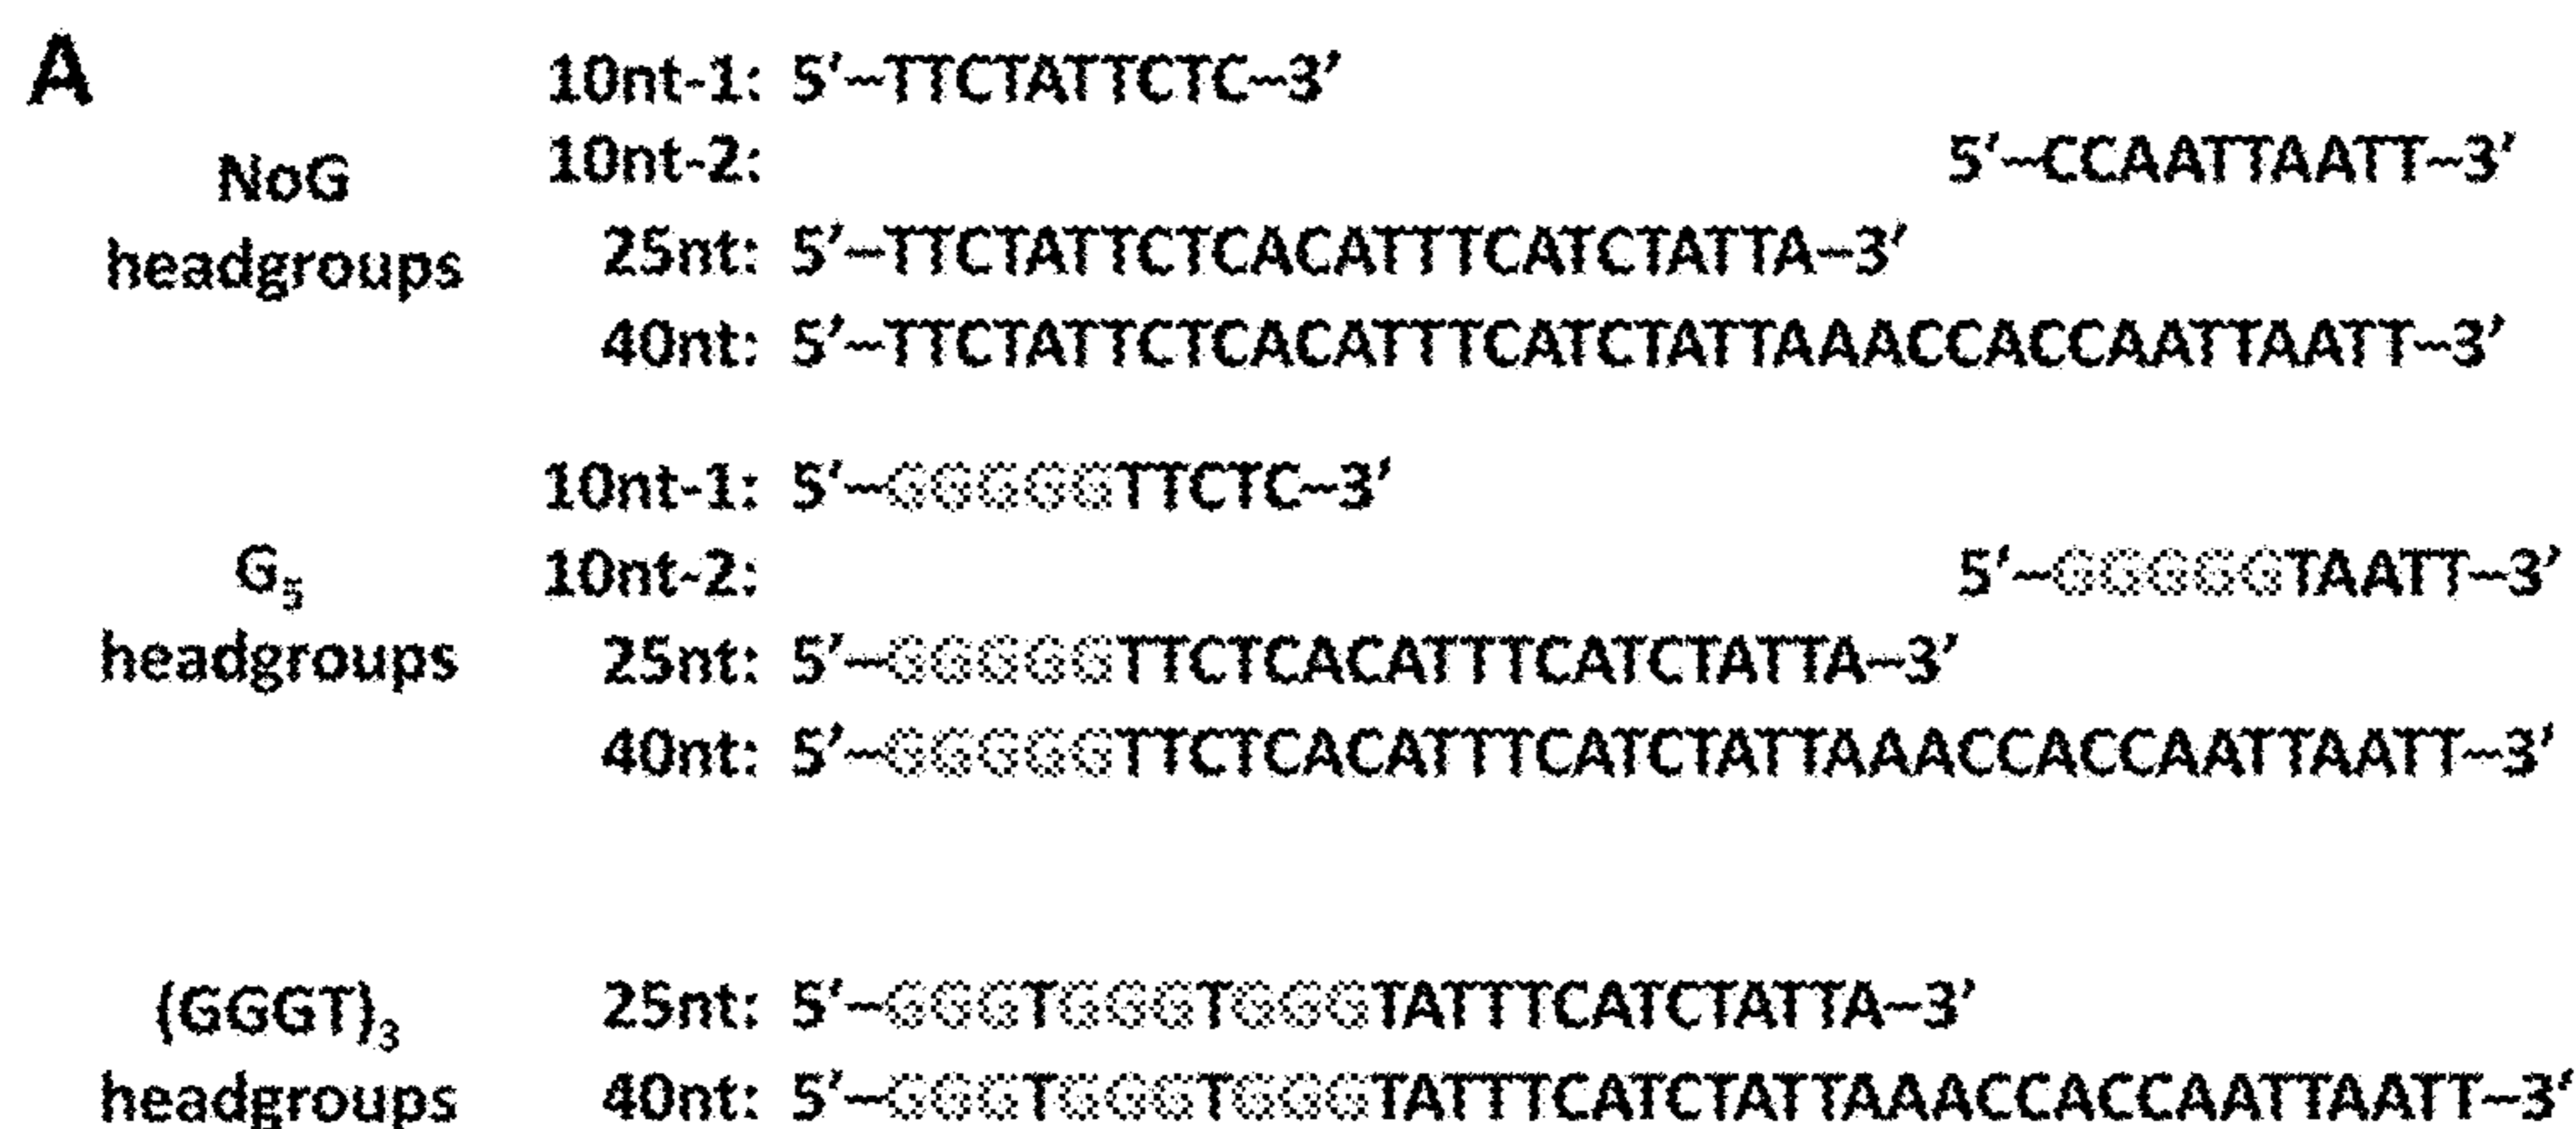 A
10nt-1: 5'–TTCTATTCTC–3'
10nt-2: 5'–CCAATTAATT–3'
NoG
headgroups
25nt: 5'–TTCTATTCTCACATTTCATCTATTA–3'
40nt: 5'–TTCTATTCTCACATTTCATCTATTAAACCACCAATTAATT–3'
10nt-1: 5'–GGGGGTTCTC–3'
10nt-2: 5'–GGGGGTAATT–3'
G₅
headgroups
25nt: 5'–GGGGGTTCTCACATTTCATCTATTA–3'
40nt: 5'–GGGGGTTCTCACATTTCATCTATTAAACCACCAATTAATT–3'
(GGGT)₃
headgroups
25nt: 5'–GGGTGGGTGGGTATTTCATCTATTA–3'
40nt: 5'–GGGTGGGTGGGTATTTCATCTATTAAACCACCAATTAATT–3'